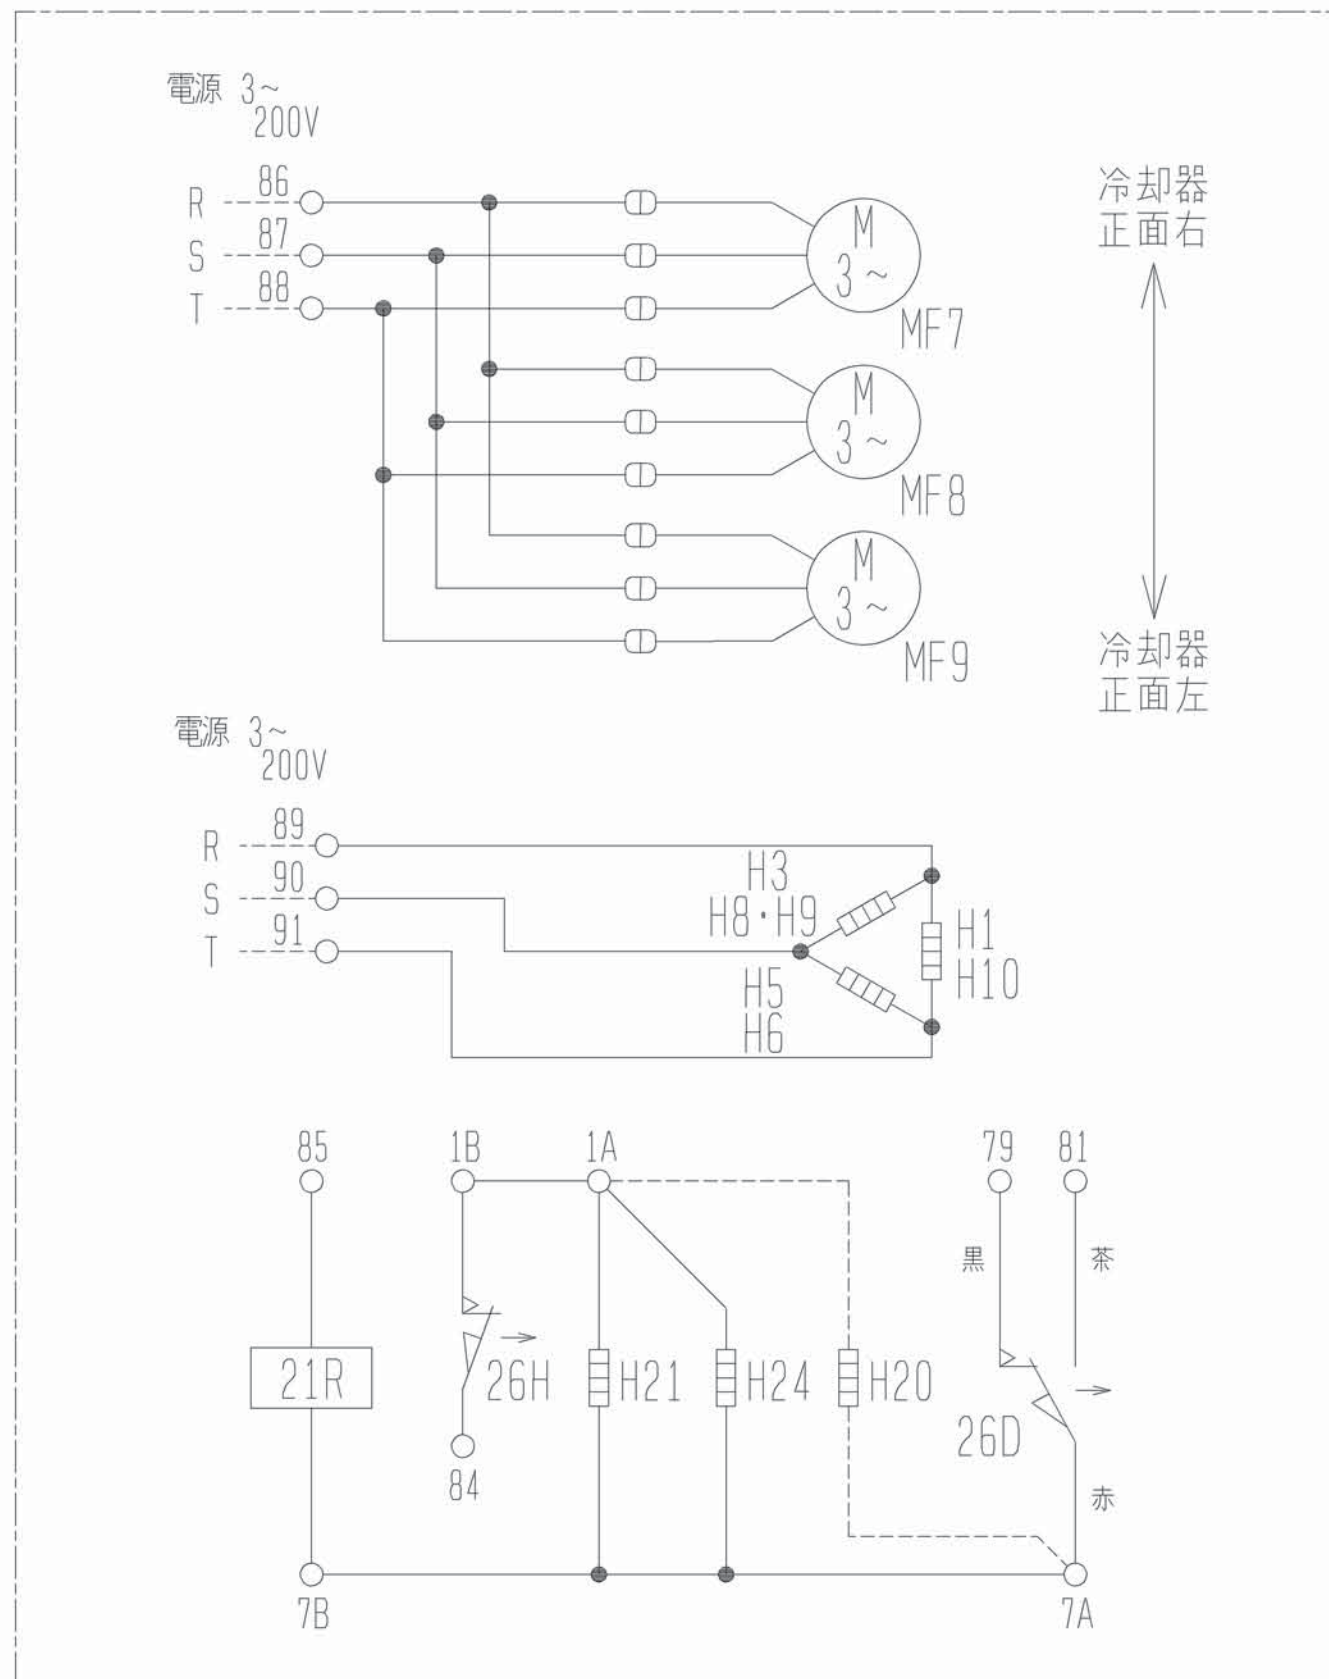 電源 3~
200V
R 86
S 87
T 88
M
3~
MF7
M
3~
MF8
M
3~
MF9
冷却器
正面右
冷却器
正面左
電源 3~
200V
R 89
S 90
T 91
H3
H8・H9
H1
H10
H5
H6
85
1B
1A
79
81
黒
茶
21R
26H
H21
H24
H20
26D
84
赤
7B
7A